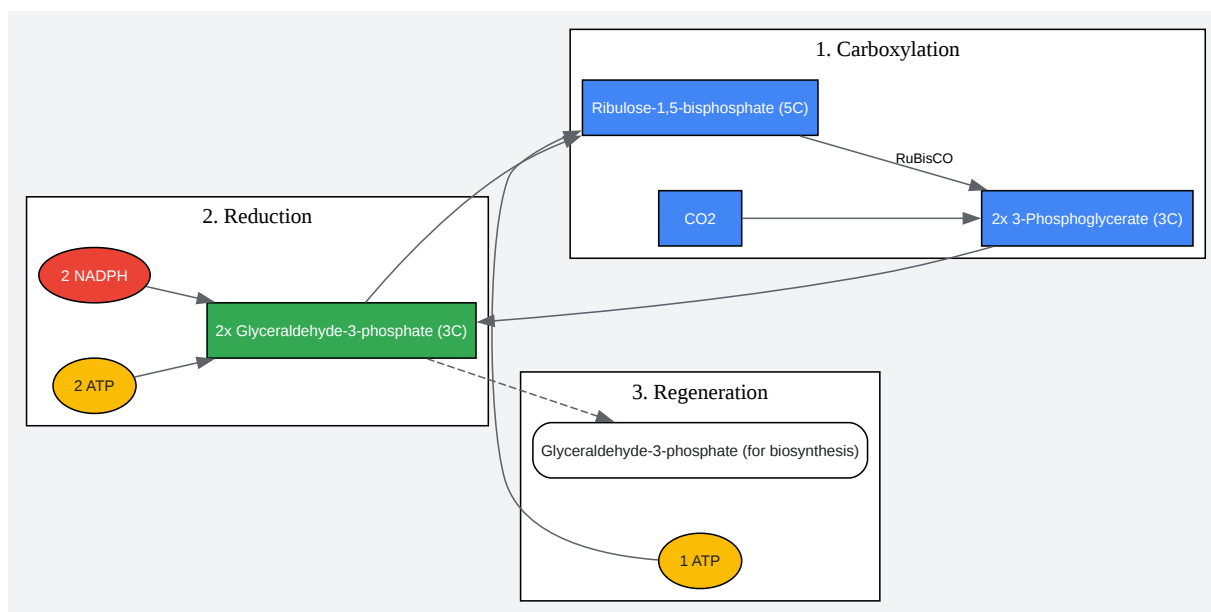 1. Carboxylation
Ribulose-1,5-bisphosphate (5C)
RuBisCO
CO2
2x 3-Phosphoglycerate (3C)
2. Reduction
2 NADPH
2x Glyceraldehyde-3-phosphate (3C)
2 ATP
3. Regeneration
Glyceraldehyde-3-phosphate (for biosynthesis)
1 ATP